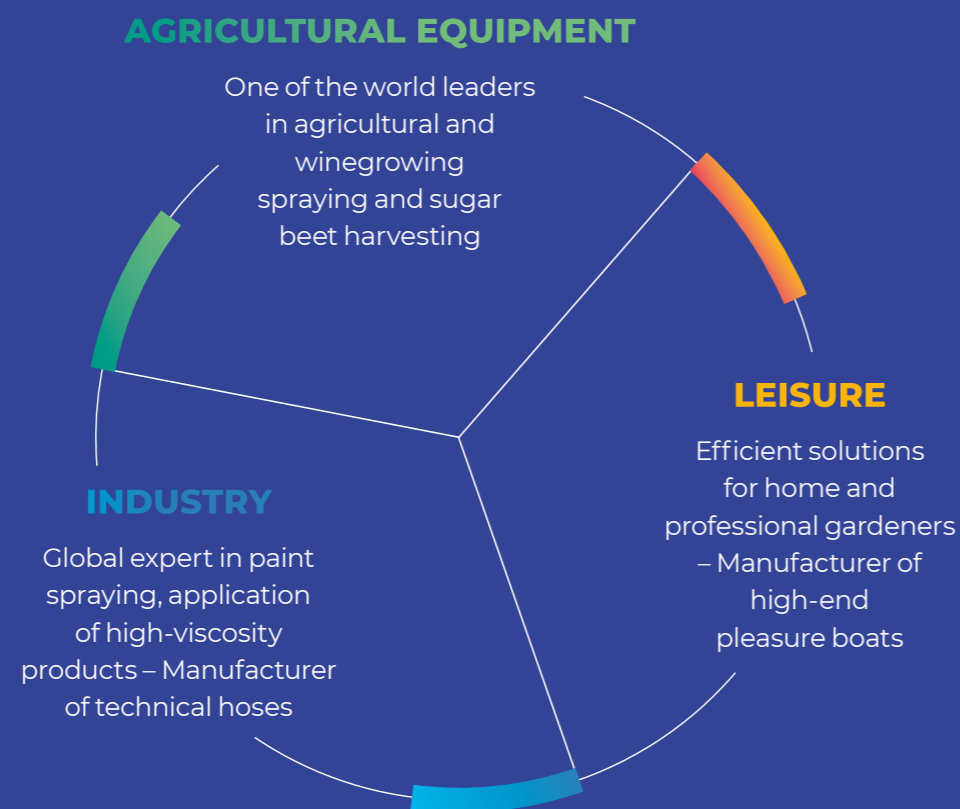 AGRICULTURAL EQUIPMENT
One of the world leaders
in agricultural and
winegrowing
spraying and sugar
beet harvesting
LEISURE
Efficient solutions
for home and
professional gardeners
– Manufacturer of
high-end
pleasure boats
INDUSTRY
Global expert in paint
spraying, application
of high-viscosity
products – Manufacturer
of technical hoses